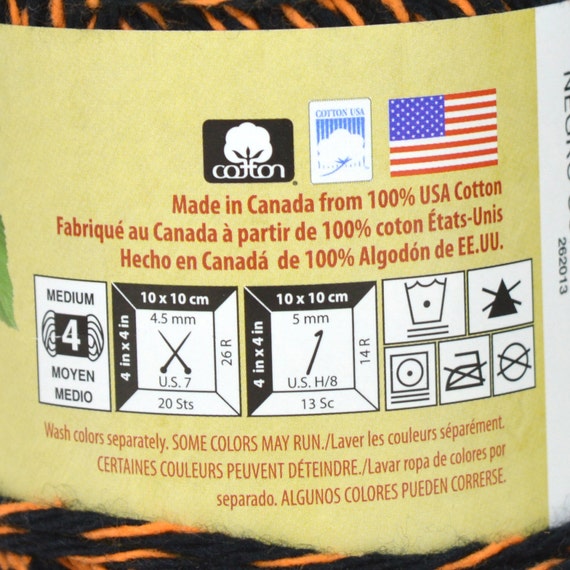 cotton
COTTON USA
Made in Canada from 100% USA Cotton
Fabriqué au Canada à partir de 100% coton États-Unis
Hecho en Canadá de 100% Algodón de EE.UU.
MEDIUM
4
MOYEN
MEDIO
10 x 10 cm
4 in x 4 in
4.5 mm
U.S. 7
26 R
20 Sts
10 x 10 cm
4 in x 4 in
5 mm
U.S. H/8
14 R
13 Sc
Wash colors separately. SOME COLORS MAY RUN./Laver les couleurs séparément.
CERTAINES COULEURS PEUVENT DÉTEINDRE./Lavar ropa de colores por
separado. ALGUNOS COLORES PUEDEN CORRERSE.
262013